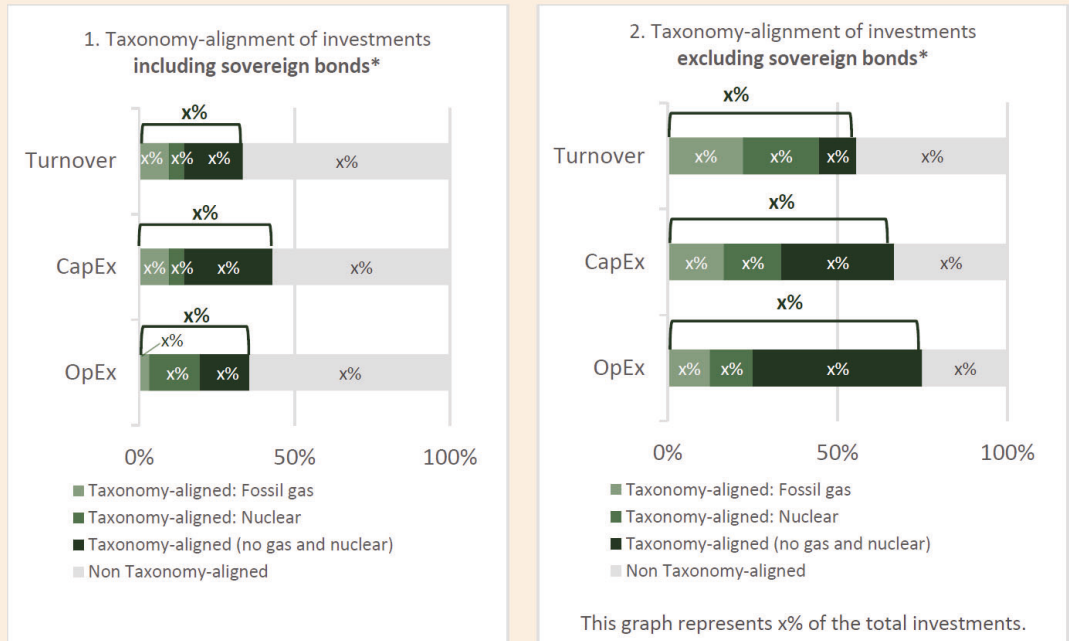 1. Taxonomy-alignment of investments
including sovereign bonds*
x%
Turnover
x% x% x% x%
x%
CapEx
x% x% x% x%
x%
x%
OpEx
x% x% x%
0% 50% 100%
Taxonomy-aligned: Fossil gas
Taxonomy-aligned: Nuclear
Taxonomy-aligned (no gas and nuclear)
Non Taxonomy-aligned
2. Taxonomy-alignment of investments
excluding sovereign bonds*
x%
Turnover
x% x% x% x%
x%
CapEx
x% x% x% x%
x%
OpEx
x% x% x% x%
0% 50% 100%
Taxonomy-aligned: Fossil gas
Taxonomy-aligned: Nuclear
Taxonomy-aligned (no gas and nuclear)
Non Taxonomy-aligned
This graph represents x% of the total investments.